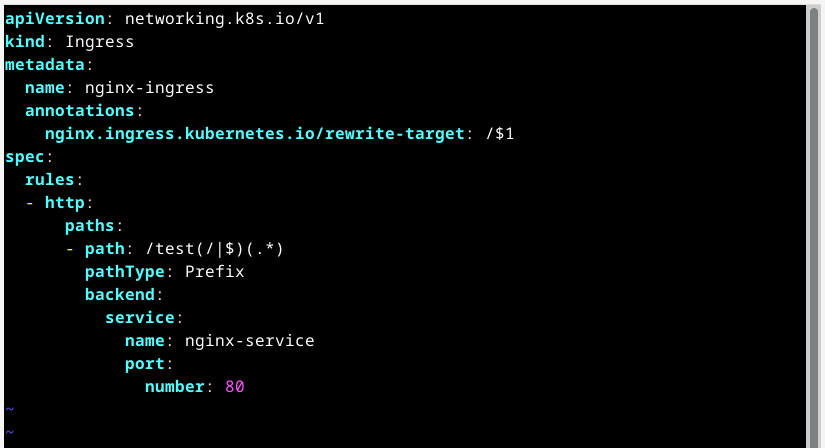 apiVersion: networking.k8s.io/v1
kind: Ingress
metadata:
  name: nginx-ingress
  annotations:
    nginx.ingress.kubernetes.io/rewrite-target: /$1
spec:
  rules:
  - http:
      paths:
      - path: /test(/|$)(.*)
        pathType: Prefix
        backend:
          service:
            name: nginx-service
            port:
              number: 80
~
~